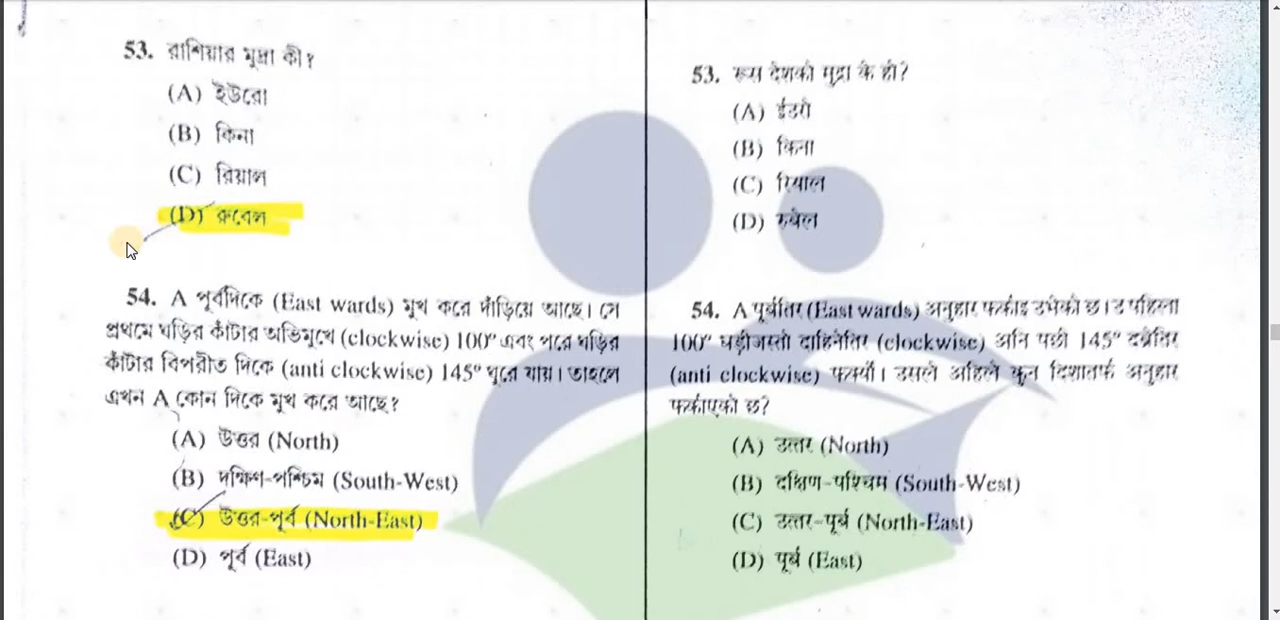 53. রাশিয়ার মুদ্রা কী?
(A) ইউরো
(B) কিনা
(C) রিয়াল
(D) রুবেল
54. A পূর্বদিকে (East wards) মুখ করে দাঁড়িয়ে আছে। সে
প্রথমে ঘড়ির কাঁটার অভিমুখে (clockwise) 100° এবং পরে ঘড়ির
কাঁটার বিপরীত দিকে (anti clockwise) 145° ঘুরে যায়। তাহলে
এখন A কোন দিকে মুখ করে আছে?
(A) উত্তর (North)
(B) দক্ষিণ-পশ্চিম (South-West)
(C) উত্তর-পূর্ব (North-East)
(D) পূর্ব (East)
53. रूस देशको मुद्रा के हो?
(A) ईउरो
(B) किना
(C) रियाल
(D) रुबेल
54. A पूर्वतिर (East wards) अनुहार फर्काइ उभेको छ। उ पहिला
100° घड़ीजस्तो दाहिनेतिर (clockwise) अनि पछी 145° दब्रेतिर
(anti clockwise) फर्क्यो। उसले अहिले कुन दिशातर्फ अनुहार
फर्काएको छ?
(A) उत्तर (North)
(B) दक्षिण-पश्चिम (South-West)
(C) उत्तर-पूर्व (North-East)
(D) पूर्व (East)